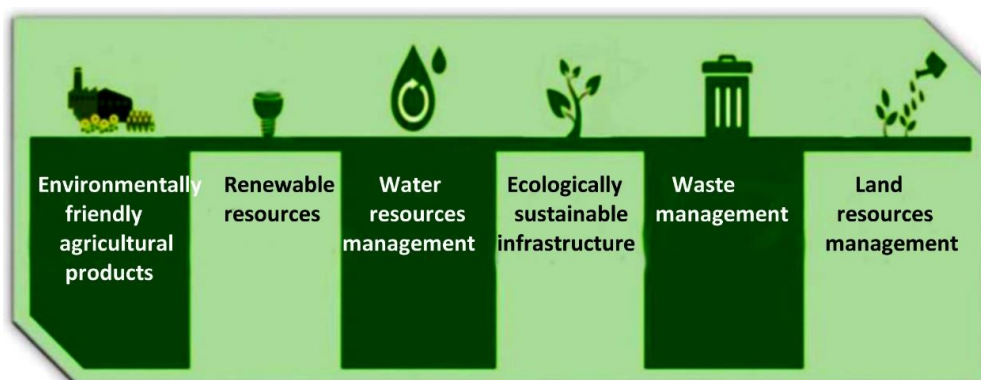 Environmentally
friendly
agricultural
products
Renewable
resources
Water
resources
management
Ecologically
sustainable
infrastructure
Waste
management
Land
resources
management